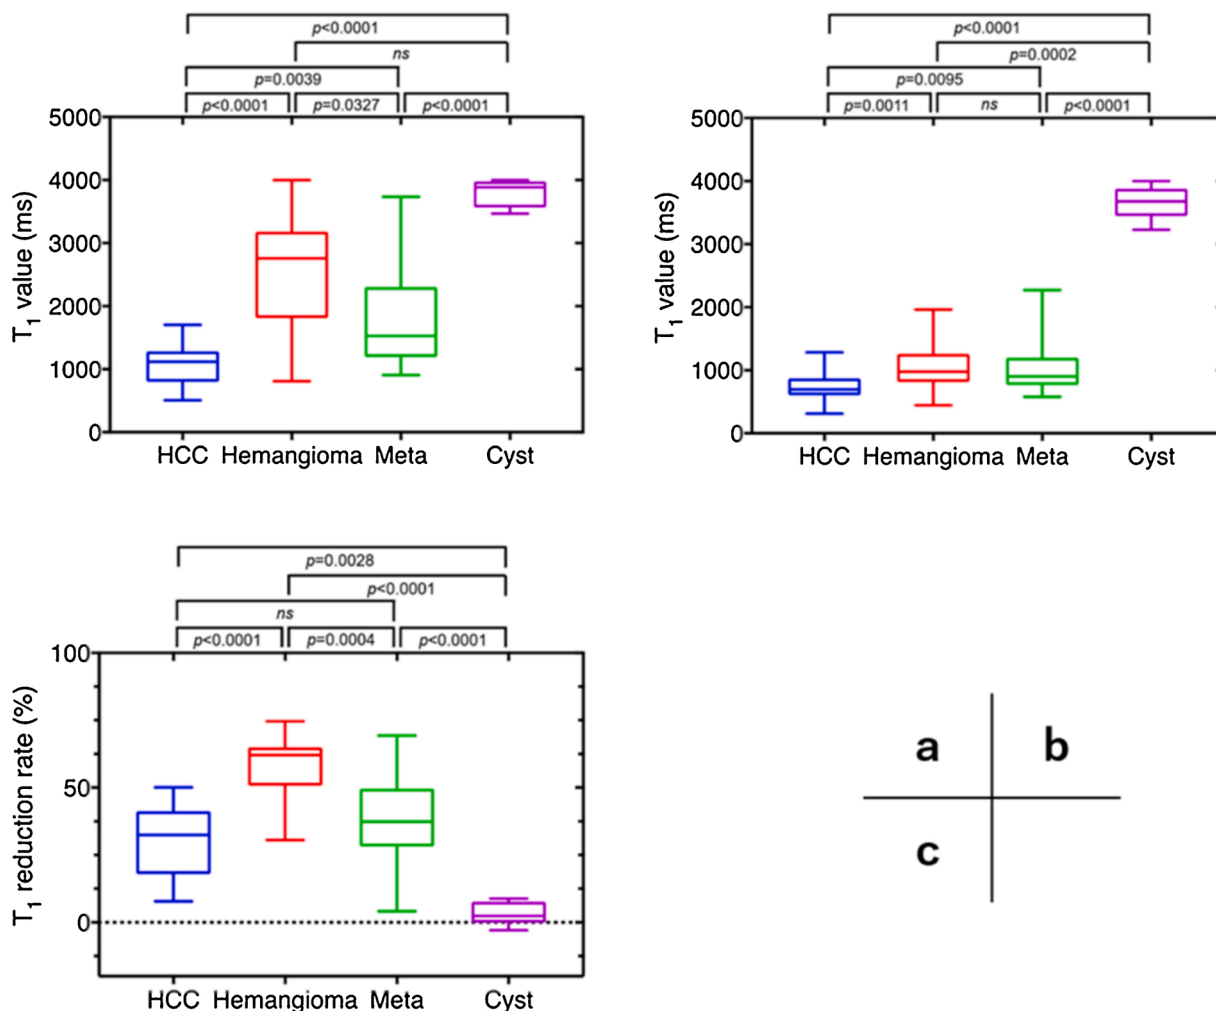 p<0.0001
ns
p=0.0039
p<0.0001 p=0.0327 p<0.0001
5000
4000
3000
2000
1000
0
T1 value (ms)
HCC Hemangioma Meta Cyst
p<0.0001
p=0.0002
p=0.0095
p=0.0011 ns p<0.0001
5000
4000
3000
2000
1000
0
T1 value (ms)
HCC Hemangioma Meta Cyst
p=0.0028
p<0.0001
ns
p<0.0001 p=0.0004 p<0.0001
100
50
0
T1 reduction rate (%)
HCC Hemangioma Meta Cyst
a b
c